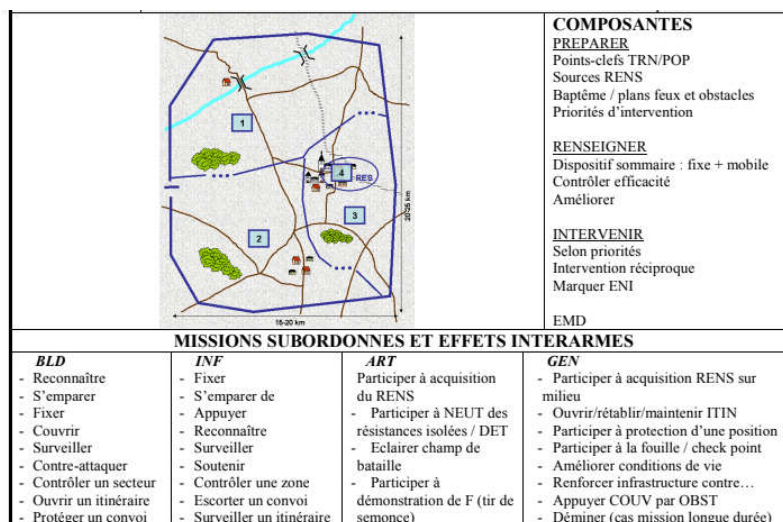 1
4
RES
3
2
20-25 km
15-20 km
COMPOSANTES
PREPARER
Points-clefs TRN/POP
Sources RENS
Baptême / plans feux et obstacles
Priorités d'intervention
RENSEIGNER
Dispositif sommaire : fixe + mobile
Contrôler efficacité
Améliorer
INTERVENIR
Selon priorités
Intervention réciproque
Marquer ENI
EMD
MISSIONS SUBORDONNES ET EFFETS INTERARMES
BLD
- Reconnaître
- S'emparer
- Fixer
- Couvrir
- Surveiller
- Contre-attaquer
- Contrôler un secteur
- Ouvrir un itinéraire
- Protéger un convoi
INF
- Fixer
- S'emparer de
- Appuyer
- Reconnaître
- Surveiller
- Soutenir
- Contrôler une zone
- Escorter un convoi
- Surveiller un itinéraire
ART
Participer à acquisition
du RENS
- Participer à NEUT des
résistances isolées / DET
- Eclairer champ de
bataille
- Participer à
démonstration de F (tir de
semonce)
GEN
- Participer à acquisition RENS sur
milieu
- Ouvrir/rétablir/maintenir ITIN
- Participer à protection d'une position
- Participer à la fouille / check point
- Améliorer conditions de vie
- Renforcer infrastructure contre…
- Appuyer COUV par OBST
- Déminer (cas mission longue durée)